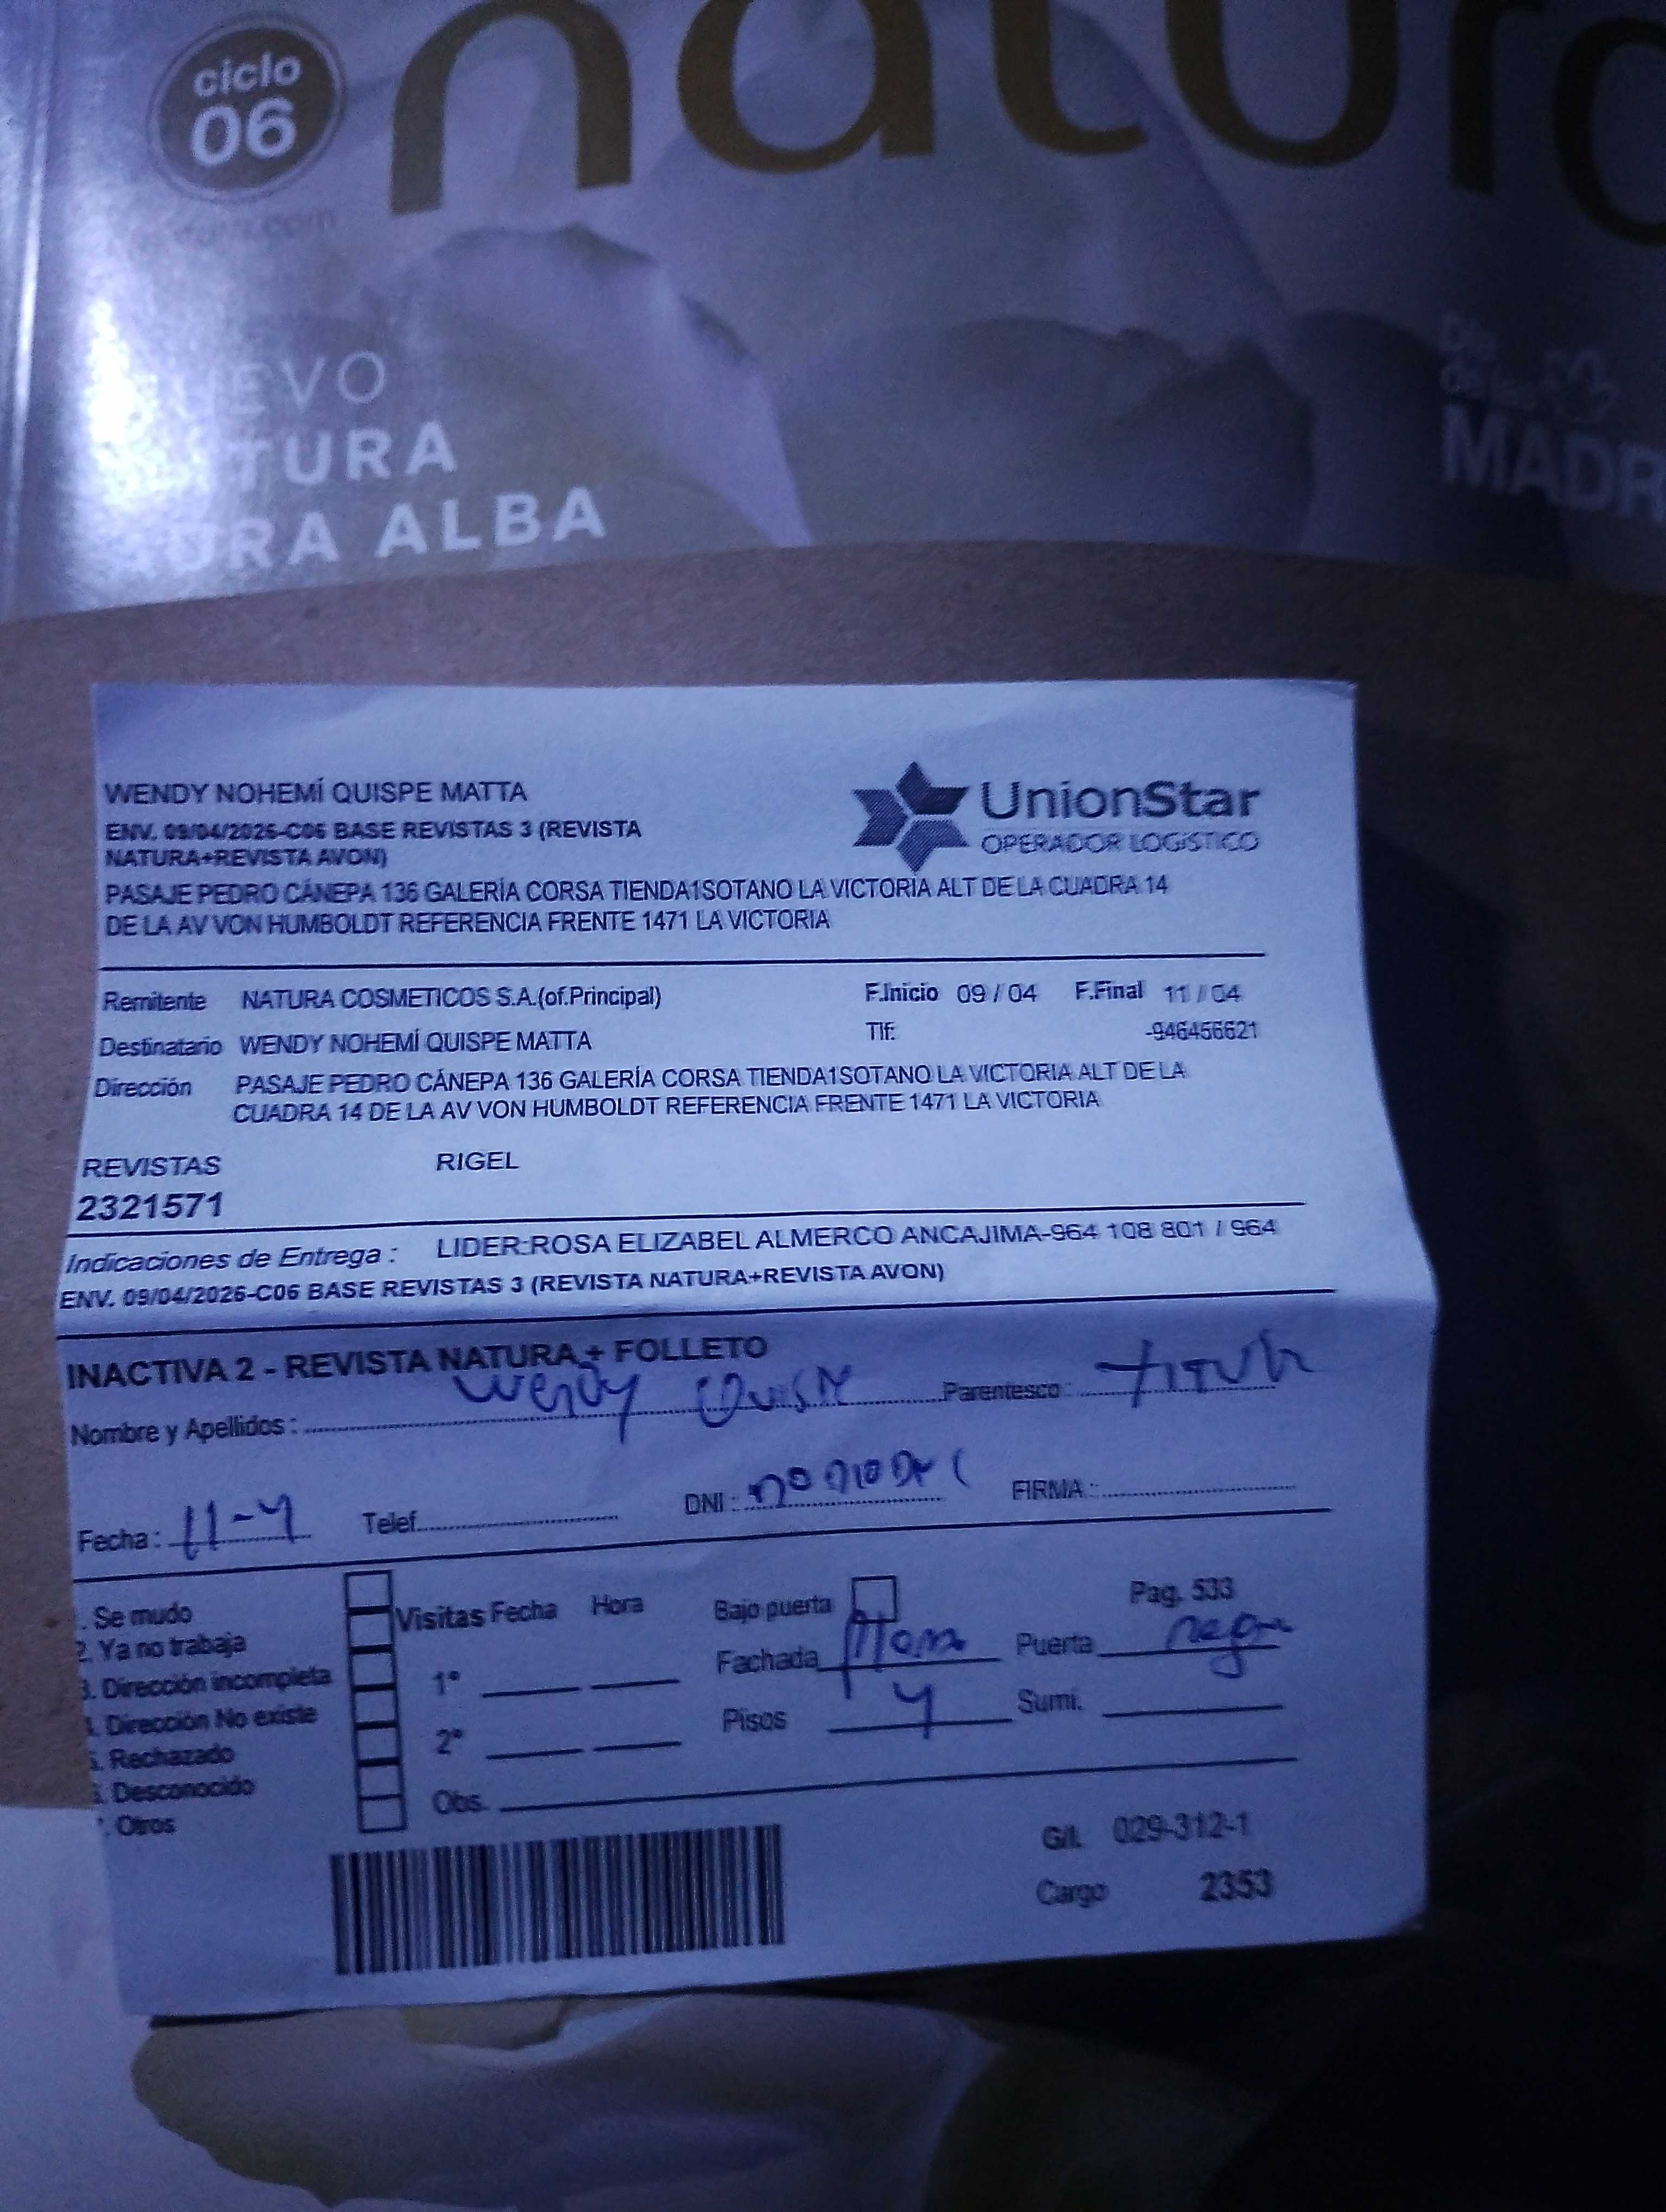 ciclo
06
natura
EVO
TURA
ORA ALBA
MADR
WENDY NOHEMÍ QUISPE MATTA
UnionStar
OPERADOR LOGÍSTICO
ENV. 09/04/2026-C06 BASE REVISTAS 3 (REVISTA
NATURA+REVISTA AVON)
PASAJE PEDRO CÁNEPA 136 GALERÍA CORSA TIENDA1SOTANO LA VICTORIA ALT DE LA CUADRA 14
DE LA AV VON HUMBOLDT REFERENCIA FRENTE 1471 LA VICTORIA
Remitente NATURA COSMETICOS S.A.(of.Principal) F.Inicio 09 / 04 F.Final 11 / 04
Destinatario WENDY NOHEMÍ QUISPE MATTA Tlf: -946456621
Dirección PASAJE PEDRO CÁNEPA 136 GALERÍA CORSA TIENDA1SOTANO LA VICTORIA ALT DE LA
CUADRA 14 DE LA AV VON HUMBOLDT REFERENCIA FRENTE 1471 LA VICTORIA
REVISTAS RIGEL
2321571
Indicaciones de Entrega : LIDER:ROSA ELIZABEL ALMERCO ANCAJIMA-964 108 801 / 964
ENV. 09/04/2026-C06 BASE REVISTAS 3 (REVISTA NATURA+REVISTA AVON)
INACTIVA 2 - REVISTA NATURA + FOLLETO
Nombre y Apellidos : Wendy Quispe Parentesco :
Fecha : 11-4 Telef. DNI : no FIRMA :
. Se mudo
2. Ya no trabaja
3. Dirección incompleta
. Dirección No existe
5. Rechazado
6. Desconocido
. Otros
Visitas Fecha Hora
1º
2º
Obs.
Bajo puerta Pag. 533
Fachada Puerta negra
Pisos 4 Sumi.
G/L 029-312-1
Cargo 2353